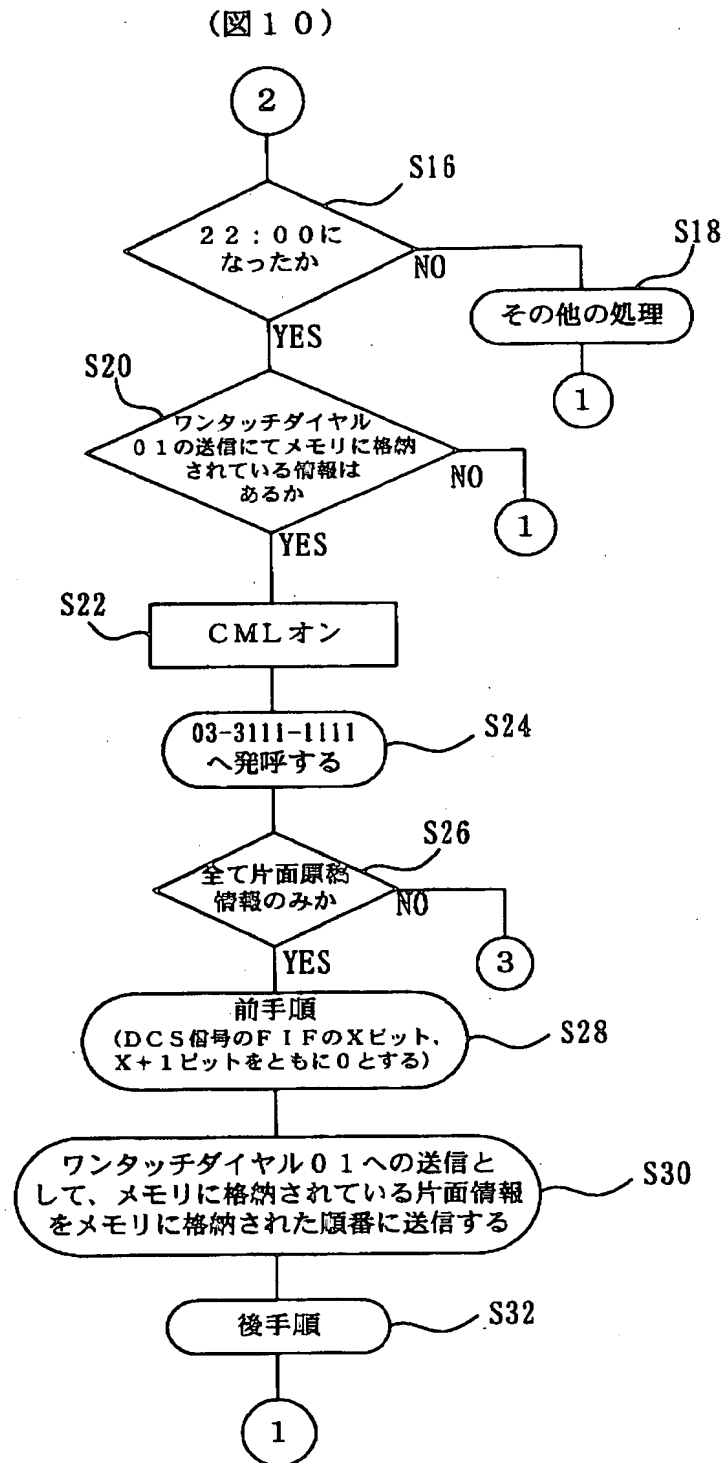 (図10)
2
S16
22:00に
なったか
NO
S18
その他の処理
1
YES
S20
ワンタッチダイヤル
01の送信にてメモリに格納
されている情報は
あるか
NO
1
YES
S22
CMLオン
03-3111-1111
へ発呼する
S24
S26
全て片面原稿
情報のみか
NO
3
YES
前手順
(DCS信号のFIFのXビット、
X+1ビットをともに0とする)
S28
ワンタッチダイヤル01への送信と
して、メモリに格納されている片面情報
をメモリに格納された順番に送信する
S30
後手順
S32
1